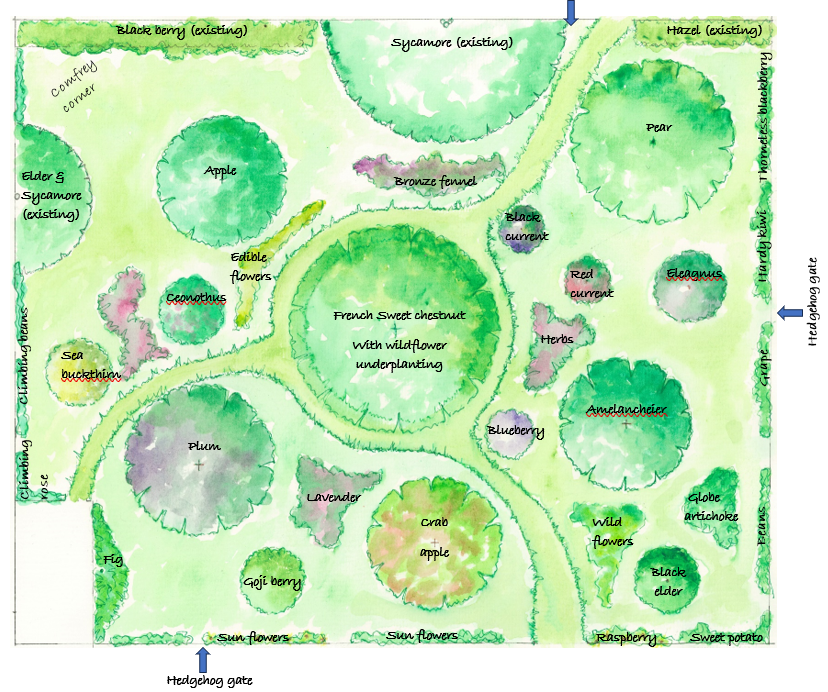 Black berry (existing)
Sycamore (existing)
Hazel (existing)
Comfrey
corner
Thornless blackberry
Pear
Elder &
Sycamore
(existing)
Apple
Bronze fennel
Black
current
Hardy kiwi
Edible
flowers
Ceonothus
Red
current
Eleagnus
Hedgehog gate
French Sweet chestnut
With wildflower
underplanting
Herbs
Climbing beans
Sea
buckthirn
Grape
Amelancheier
Blueberry
Plum
Climbing
rose
Lavender
Crab
apple
Globe
artichoke
Wild
flowers
Beans
Fig
Goji berry
Black
elder
Sun flowers
Sun flowers
Raspberry
Sweet potato
Hedgehog gate